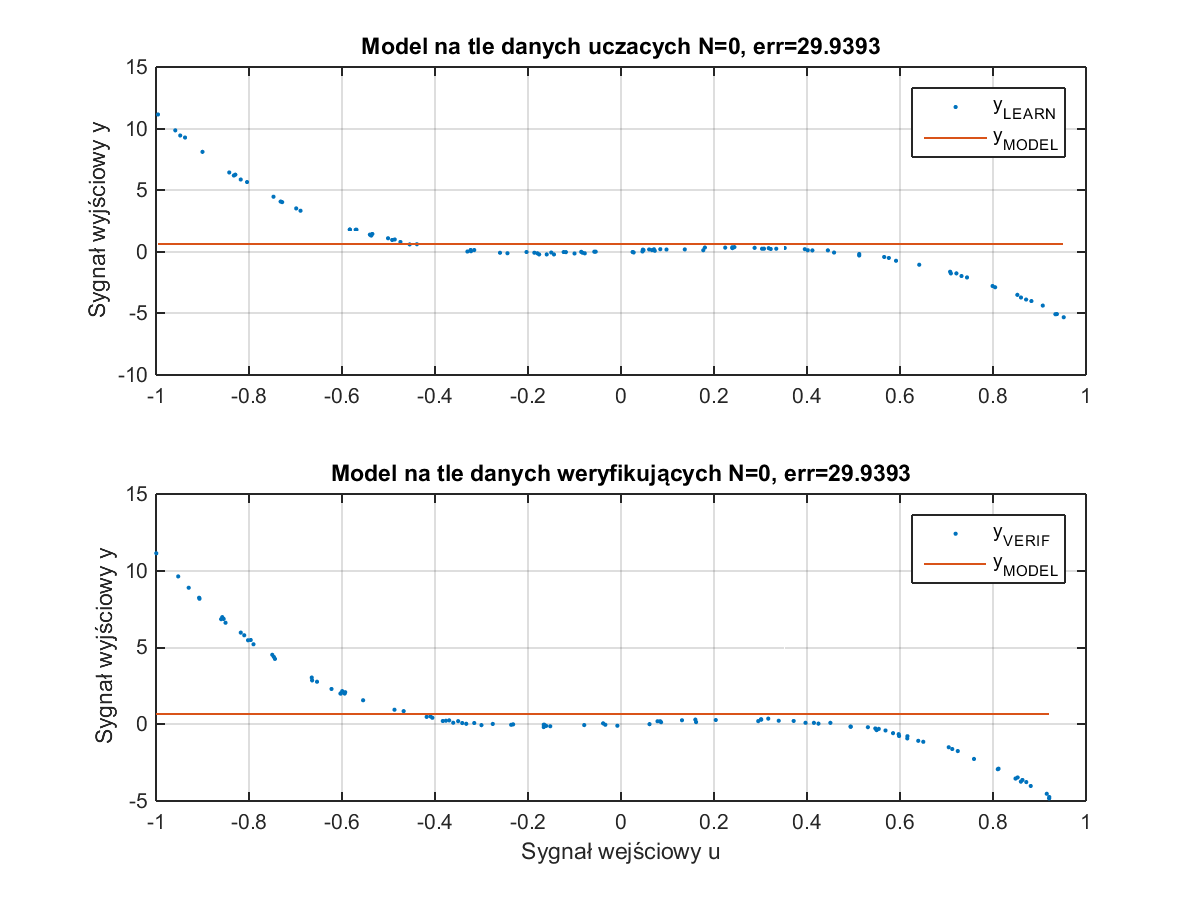 Model na tle danych uczacych N=0, err=29.9393
15
10
5
0
-5
-10
Sygnał wyjściowy y
y_LEARN
y_MODEL
-1 -0.8 -0.6 -0.4 -0.2 0 0.2 0.4 0.6 0.8 1
Model na tle danych weryfikujących N=0, err=29.9393
15
10
5
0
-5
Sygnał wyjściowy y
y_VERIF
y_MODEL
-1 -0.8 -0.6 -0.4 -0.2 0 0.2 0.4 0.6 0.8 1
Sygnał wejściowy u